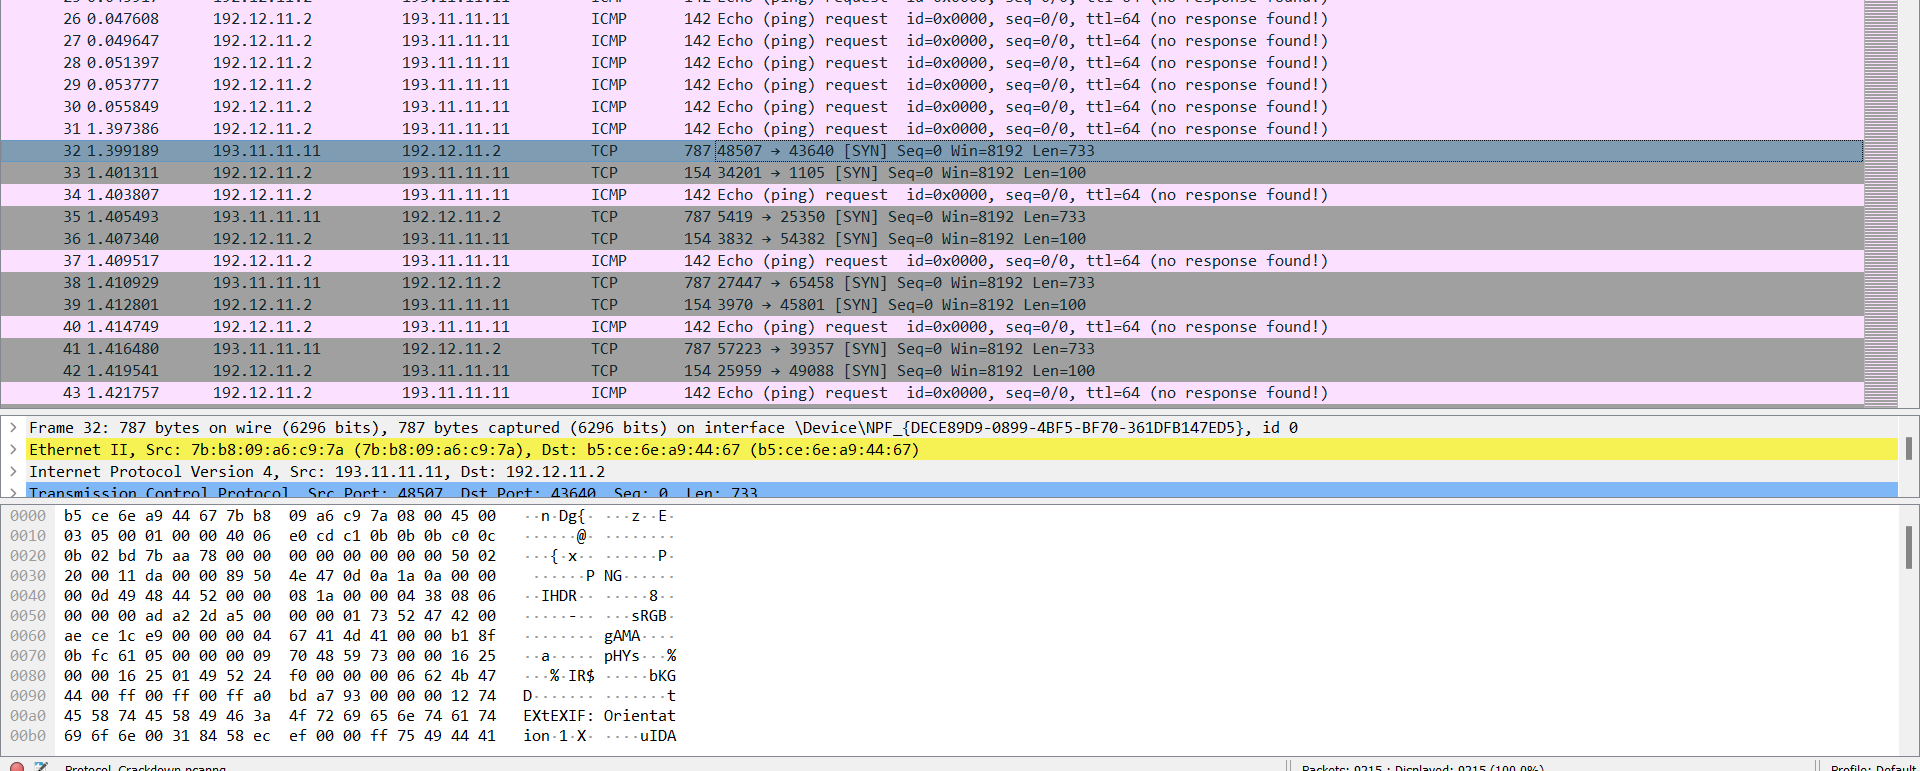 26 0.047608 192.12.11.2 193.11.11.11 ICMP 142 Echo (ping) request id=0x0000, seq=0/0, ttl=64 (no response found!)
27 0.049647 192.12.11.2 193.11.11.11 ICMP 142 Echo (ping) request id=0x0000, seq=0/0, ttl=64 (no response found!)
28 0.051397 192.12.11.2 193.11.11.11 ICMP 142 Echo (ping) request id=0x0000, seq=0/0, ttl=64 (no response found!)
29 0.053777 192.12.11.2 193.11.11.11 ICMP 142 Echo (ping) request id=0x0000, seq=0/0, ttl=64 (no response found!)
30 0.055849 192.12.11.2 193.11.11.11 ICMP 142 Echo (ping) request id=0x0000, seq=0/0, ttl=64 (no response found!)
31 1.397386 192.12.11.2 193.11.11.11 ICMP 142 Echo (ping) request id=0x0000, seq=0/0, ttl=64 (no response found!)
32 1.399189 193.11.11.11 192.12.11.2 TCP 787 48507 → 43640 [SYN] Seq=0 Win=8192 Len=733
33 1.401311 192.12.11.2 193.11.11.11 TCP 154 34201 → 1105 [SYN] Seq=0 Win=8192 Len=100
34 1.403807 192.12.11.2 193.11.11.11 ICMP 142 Echo (ping) request id=0x0000, seq=0/0, ttl=64 (no response found!)
35 1.405493 193.11.11.11 192.12.11.2 TCP 787 5419 → 25350 [SYN] Seq=0 Win=8192 Len=733
36 1.407340 192.12.11.2 193.11.11.11 TCP 154 3832 → 54382 [SYN] Seq=0 Win=8192 Len=100
37 1.409517 192.12.11.2 193.11.11.11 ICMP 142 Echo (ping) request id=0x0000, seq=0/0, ttl=64 (no response found!)
38 1.410929 193.11.11.11 192.12.11.2 TCP 787 27447 → 65458 [SYN] Seq=0 Win=8192 Len=733
39 1.412801 192.12.11.2 193.11.11.11 TCP 154 3970 → 45801 [SYN] Seq=0 Win=8192 Len=100
40 1.414749 192.12.11.2 193.11.11.11 ICMP 142 Echo (ping) request id=0x0000, seq=0/0, ttl=64 (no response found!)
41 1.416480 193.11.11.11 192.12.11.2 TCP 787 57223 → 39357 [SYN] Seq=0 Win=8192 Len=733
42 1.419541 192.12.11.2 193.11.11.11 TCP 154 25959 → 49088 [SYN] Seq=0 Win=8192 Len=100
43 1.421757 192.12.11.2 193.11.11.11 ICMP 142 Echo (ping) request id=0x0000, seq=0/0, ttl=64 (no response found!)
Frame 32: 787 bytes on wire (6296 bits), 787 bytes captured (6296 bits) on interface \Device\NPF_{DECE89D9-0899-4BF5-BF70-361DFB147ED5}, id 0
Ethernet II, Src: 7b:b8:09:a6:c9:7a (7b:b8:09:a6:c9:7a), Dst: b5:ce:6e:a9:44:67 (b5:ce:6e:a9:44:67)
Internet Protocol Version 4, Src: 193.11.11.11, Dst: 192.12.11.2
Transmission Control Protocol, Src Port: 48507, Dst Port: 43640, Seq: 0, Len: 733
0000 b5 ce 6e a9 44 67 7b b8 09 a6 c9 7a 08 00 45 00 ··n·Dg{· ···z··E·
0010 03 05 00 01 00 00 40 06 e0 cd c1 0b 0b 0b c0 0c ······@· ········
0020 0b 02 bd 7b aa 78 00 00 00 00 00 00 00 00 50 02 ···{·x·· ······P·
0030 20 00 11 da 00 00 89 50 4e 47 0d 0a 1a 0a 00 00 ······P NG······
0040 00 0d 49 48 44 52 00 00 08 1a 00 00 04 38 08 06 ··IHDR·· ·····8··
0050 00 00 00 ad a2 2d a5 00 00 00 01 73 52 47 42 00 ·····-·· ···sRGB·
0060 ae ce 1c e9 00 00 00 04 67 41 4d 41 00 00 b1 8f ········ gAMA····
0070 0b fc 61 05 00 00 00 09 70 48 59 73 00 00 16 25 ··a····· pHYs···%
0080 00 00 16 25 01 49 52 24 f0 00 00 00 06 62 4b 47 ···%·IR$ ·····bKG
0090 44 00 ff 00 ff 00 ff a0 bd a7 93 00 00 00 12 74 D······· ·······t
00a0 45 58 74 45 58 49 46 3a 4f 72 69 65 6e 74 61 74 EXtEXIF: Orientat
00b0 69 6f 6e 00 31 84 58 ec ef 00 00 ff 75 49 44 41 ion·1·X· ····uIDA
Protocol_Crackdown.pcapng Packets: 9215 · Displayed: 9215 (100.0%) Profile: Default